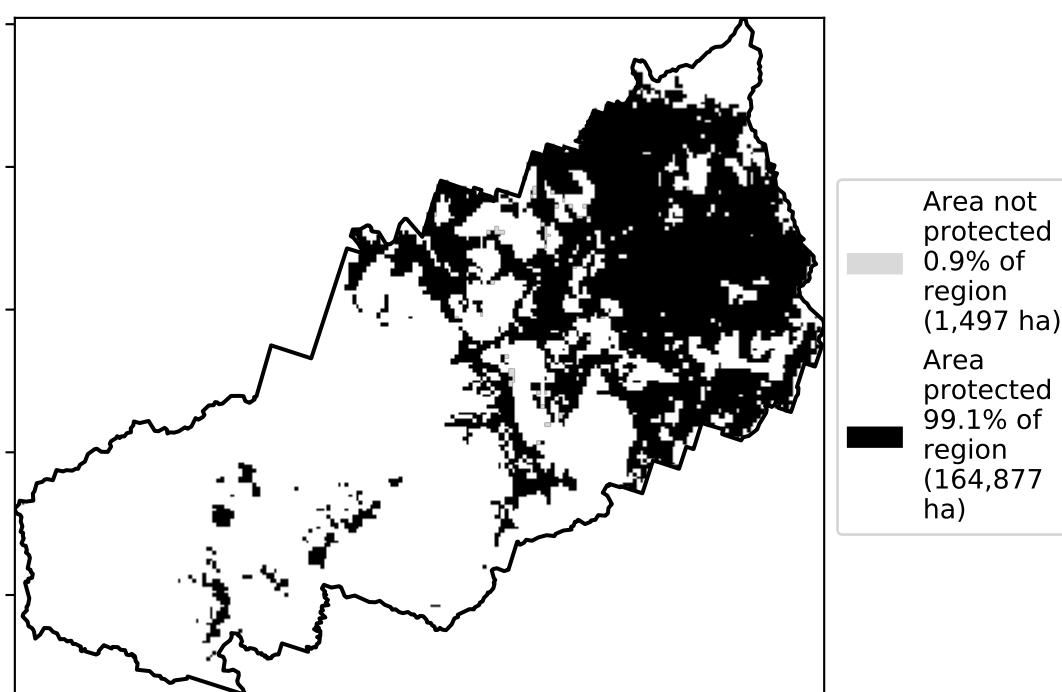 Area not
protected
0.9% of
region
(1,497 ha)
Area
protected
99.1% of
region
(164,877
ha)